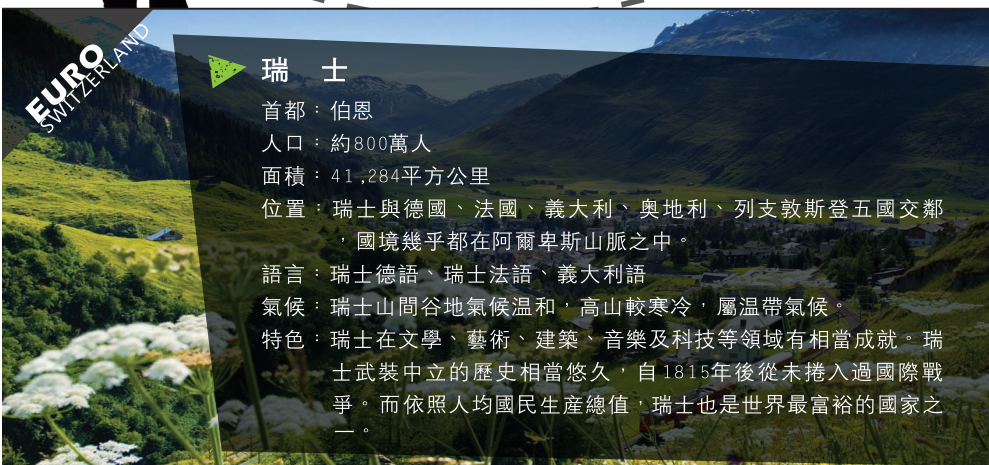 EURO
SWITZERLAND
瑞 士
首都：伯恩
人口：約800萬人
面積：41,284平方公里
位置：瑞士與德國、法國、義大利、奧地利、列支敦斯登五國交鄰
，國境幾乎都在阿爾卑斯山脈之中。
語言：瑞士德語、瑞士法語、義大利語
氣候：瑞士山間谷地氣候温和，高山較寒冷，屬温帶氣候。
特色：瑞士在文學、藝術、建築、音樂及科技等領域有相當成就。瑞
士武裝中立的歷史相當悠久，自1815年後從未捲入過國際戰
爭。而依照人均國民生産總值，瑞士也是世界最富裕的國家之
一。